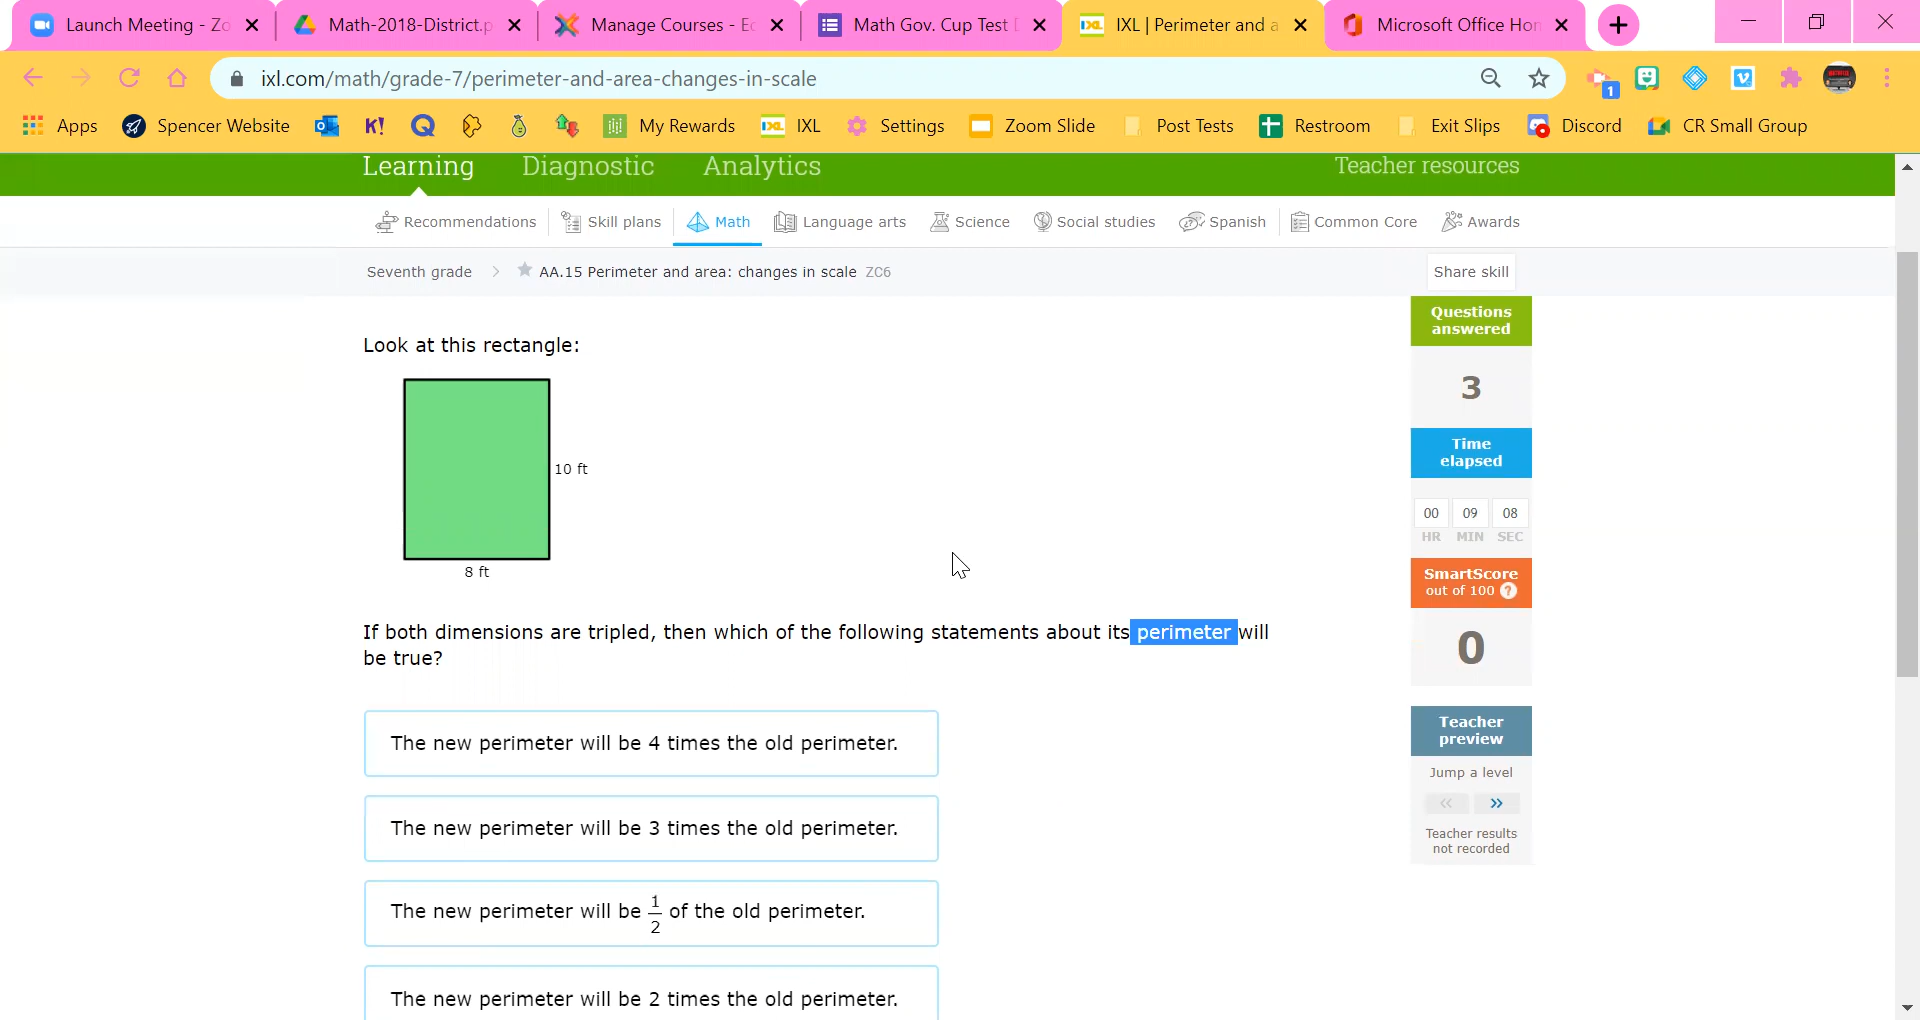 Launch Meeting - Zo
Math-2018-District.p
Manage Courses - Ec
Math Gov. Cup Test D
IXL | Perimeter and a
Microsoft Office Hom
ixl.com/math/grade-7/perimeter-and-area-changes-in-scale
1
Apps
Spencer Website
K!
My Rewards
IXL
IXL
Settings
Zoom Slide
Post Tests
Restroom
Exit Slips
Discord
CR Small Group
Learning
Diagnostic
Analytics
Teacher resources
Recommendations
Skill plans
Math
Language arts
Science
Social studies
Spanish
Common Core
Awards
Seventh grade > AA.15 Perimeter and area: changes in scale ZC6
Share skill
Look at this rectangle:
10 ft
8 ft
If both dimensions are tripled, then which of the following statements about its perimeter will
be true?
The new perimeter will be 4 times the old perimeter.
The new perimeter will be 3 times the old perimeter.
The new perimeter will be 1/2 of the old perimeter.
The new perimeter will be 2 times the old perimeter.
Questions
answered
3
Time
elapsed
00 09 08
HR MIN SEC
SmartScore
out of 100 ?
0
Teacher
preview
Jump a level
Teacher results
not recorded